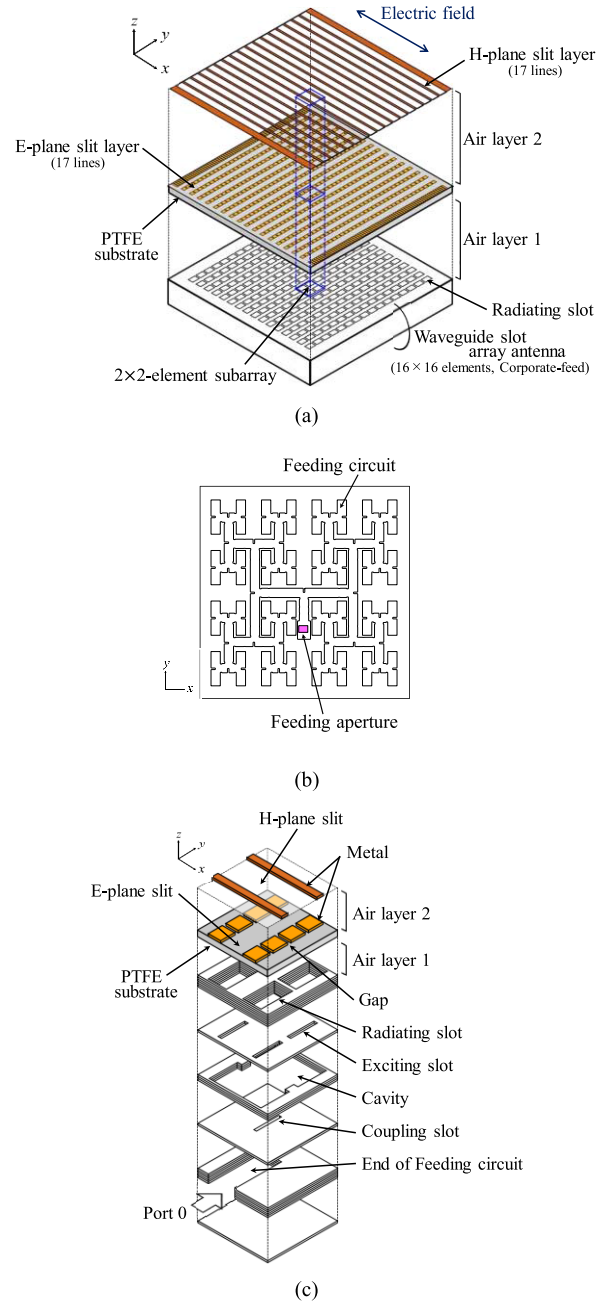 z
y
x
Electric field
H-plane slit layer
(17 lines)
E-plane slit layer
(17 lines)
Air layer 2
PTFE
substrate
Air layer 1
Radiating slot
Waveguide slot
array antenna
(16×16 elements, Corporate-feed)
2×2-element subarray
(a)
Feeding circuit
y
x
Feeding aperture
(b)
z
y
x
H-plane slit
Metal
E-plane slit
Air layer 2
Air layer 1
PTFE
substrate
Gap
Radiating slot
Exciting slot
Cavity
Coupling slot
End of Feeding circuit
Port 0
(c)